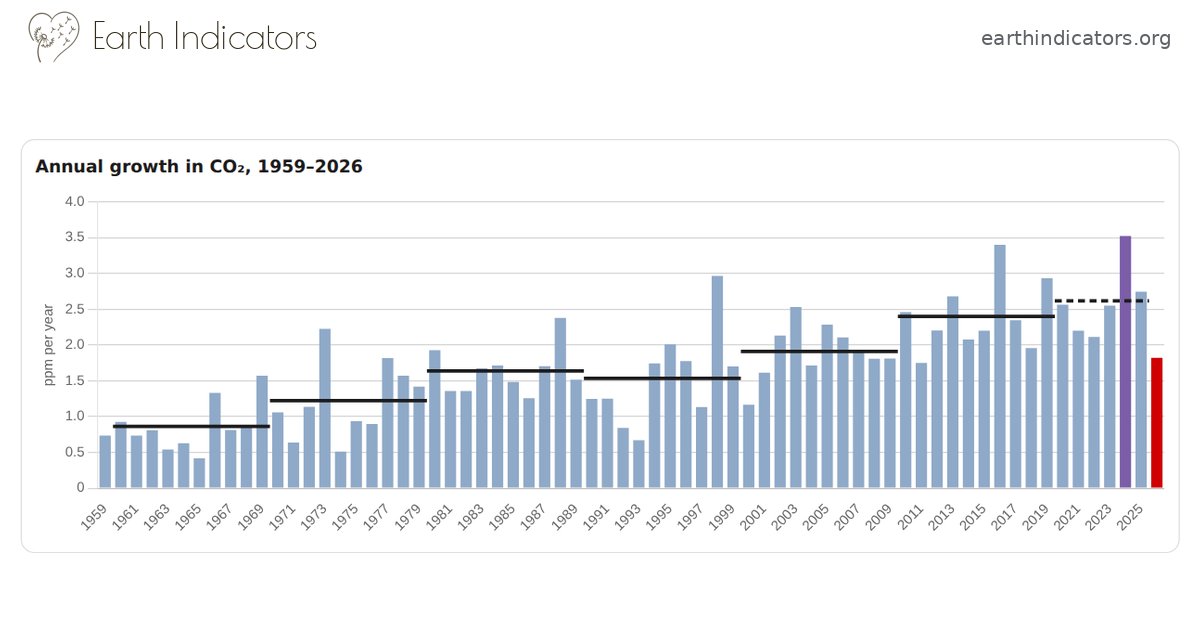 Earth Indicators
earthindicators.org
Annual growth in CO₂, 1959–2026
ppm per year
4.0
3.5
3.0
2.5
2.0
1.5
1.0
0.5
0
1959 1961 1963 1965 1967 1969 1971 1973 1975 1977 1979 1981 1983 1985 1987 1989 1991 1993 1995 1997 1999 2001 2003 2005 2007 2009 2011 2013 2015 2017 2019 2021 2023 2025